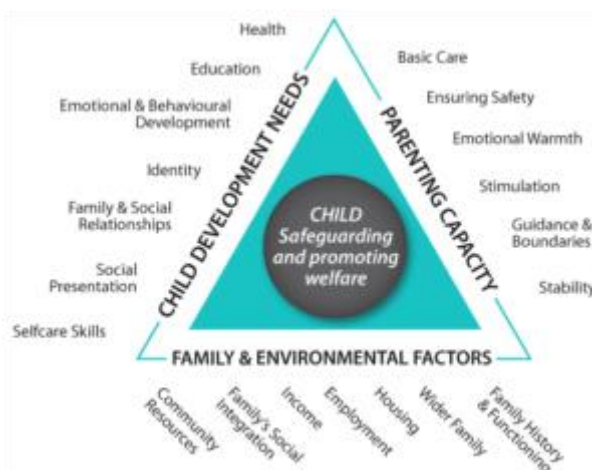 Health
Education
Emotional & Behavioural
Development
Identity
Family & Social
Relationships
Social
Presentation
Selfcare Skills
CHILD DEVELOPMENT NEEDS
CHILD
Safeguarding
and promoting
welfare
PARENTING CAPACITY
Basic Care
Ensuring Safety
Emotional Warmth
Stimulation
Guidance &
Boundaries
Stability
FAMILY & ENVIRONMENTAL FACTORS
Community
Resources
Family's Social
Integration
Income
Employment
Housing
Wider Family
Family History
& Functioning